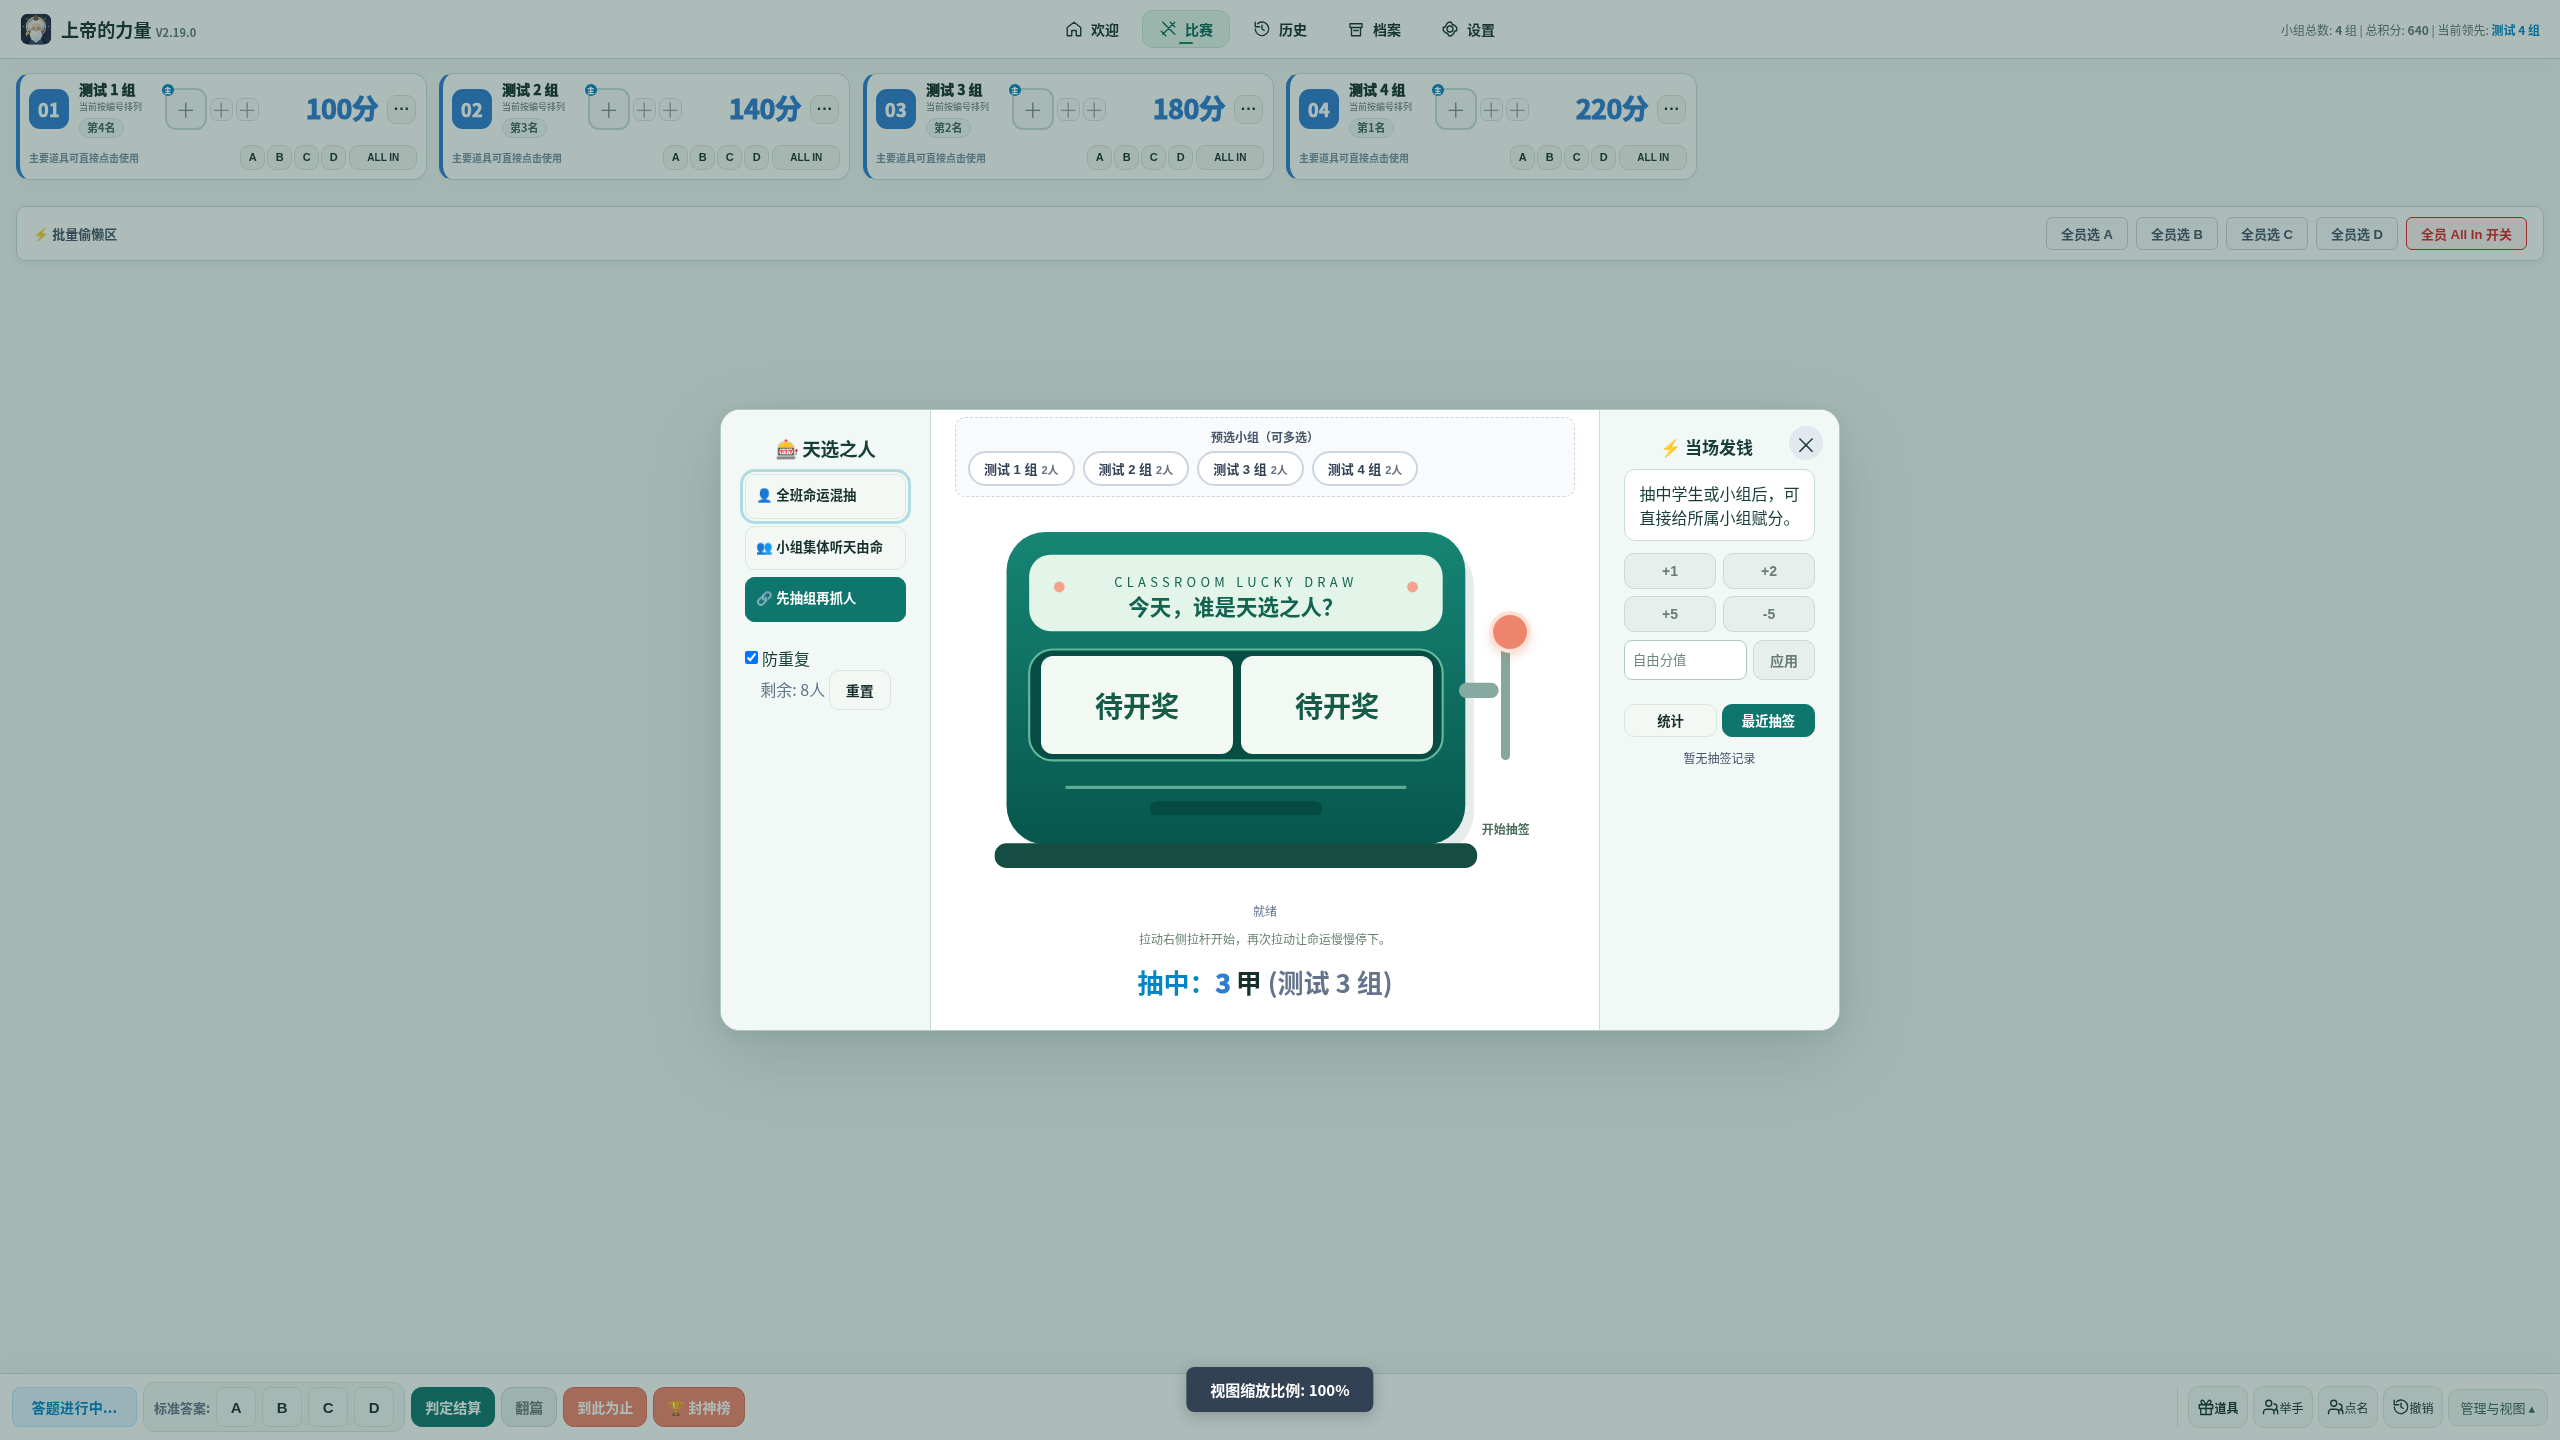 上帝的力量 V2.19.0
欢迎
比赛
历史
档案
设置
小组总数: 4 组 | 总积分: 640 | 当前领先: 测试 4 组
01
测试 1 组
当前按编号排列
第4名
主
100分
...
主要道具可直接点击使用
A B C D ALL IN
02
测试 2 组
当前按编号排列
第3名
主
140分
...
主要道具可直接点击使用
A B C D ALL IN
03
测试 3 组
当前按编号排列
第2名
主
180分
...
主要道具可直接点击使用
A B C D ALL IN
04
测试 4 组
当前按编号排列
第1名
主
220分
...
主要道具可直接点击使用
A B C D ALL IN
⚡ 批量偷懒区
全员选 A
全员选 B
全员选 C
全员选 D
全员 All In 开关
🎰 天选之人
👤 全班命运混抽
👥 小组集体听天由命
🔗 先抽组再抓人
防重复
剩余: 8人
重置
预选小组（可多选）
测试 1 组 2人
测试 2 组 2人
测试 3 组 2人
测试 4 组 2人
CLASSROOM LUCKY DRAW
今天，谁是天选之人？
待开奖
待开奖
开始抽签
就绪
拉动右侧拉杆开始，再次拉动让命运慢慢停下。
抽中：3 甲 (测试 3 组)
⚡ 当场发钱
抽中学生或小组后，可
直接给所属小组赋分。
+1
+2
+5
-5
自由分值
应用
统计
最近抽签
暂无抽签记录
答题进行中...
标准答案:
A
B
C
D
判定结算
翻篇
到此为止
🏆 封神榜
视图缩放比例: 100%
道具
举手
点名
撤销
管理与视图 ▴